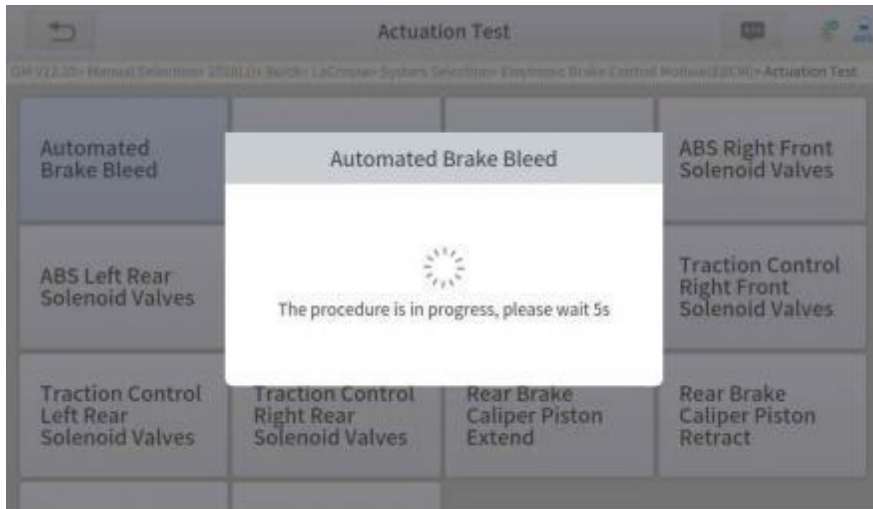 Actuation Test
Actuation Test
Automated
Brake Bleed
Automated Brake Bleed
ABS Right Front
Solenoid Valves
The procedure is in progress, please wait 5s
ABS Left Rear
Solenoid Valves
Traction Control
Right Front
Solenoid Valves
Traction Control
Left Rear
Solenoid Valves
Traction Control
Right Rear
Solenoid Valves
Rear Brake
Caliper Piston
Extend
Rear Brake
Caliper Piston
Retract